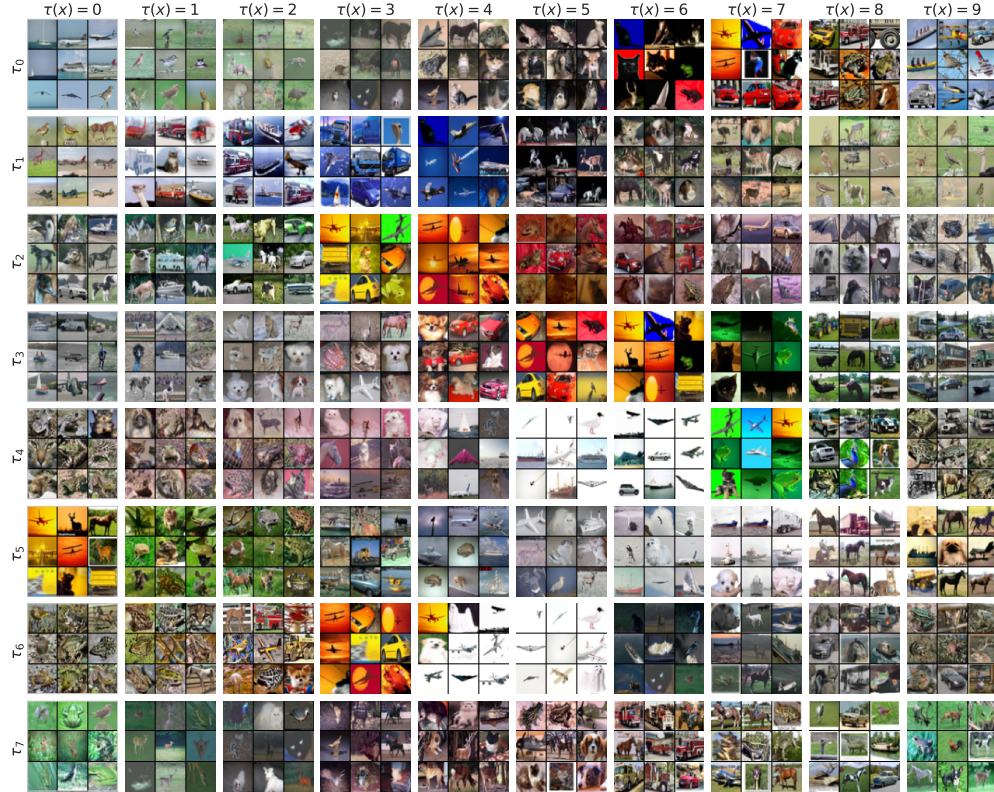 τ(x) = 0 τ(x) = 1 τ(x) = 2 τ(x) = 3 τ(x) = 4 τ(x) = 5 τ(x) = 6 τ(x) = 7 τ(x) = 8 τ(x) = 9
τ₀
τ₁
τ₂
τ₃
τ₄
τ₅
τ₆
τ₇